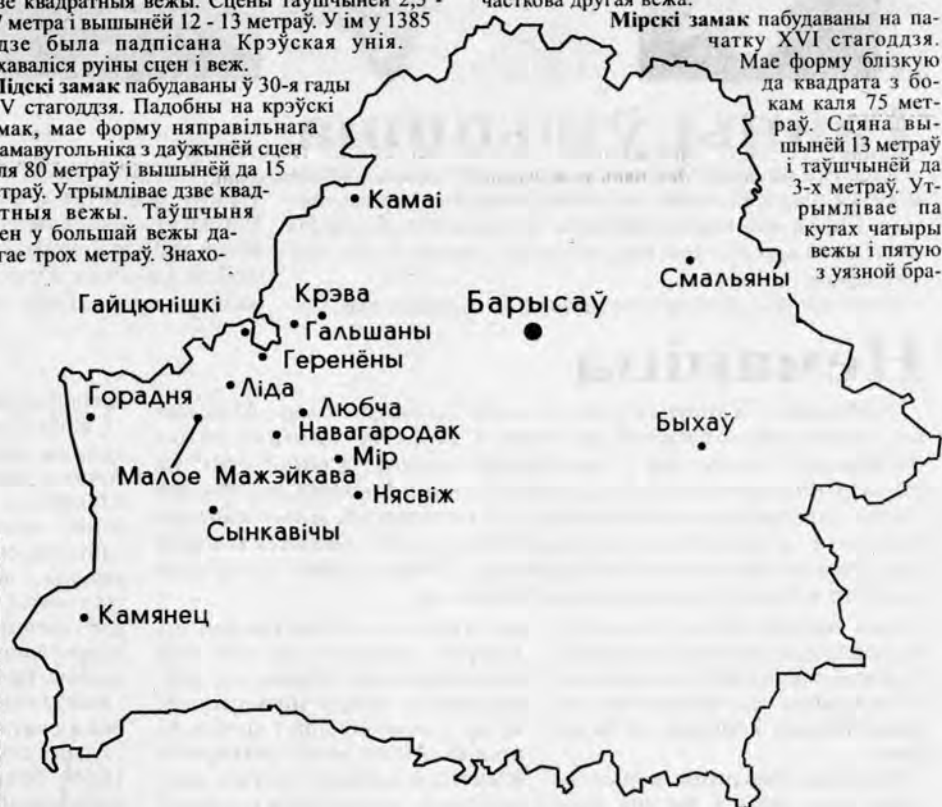 ве квадратныя вежы. Сцены таўшчынёй 2,5 -
метра і вышынёй 12 - 13 метраў. У ім у 1385
дзе была падпісана Крэўская унія.
хаваліся руіны сцен і веж.
Лідскі замак пабудаваны ў 30-я гады
V стагоддзя. Падобны на крэўскі
мак, мае форму няправільнага
амавугольніка з даўжынёй сцен
ля 80 метраў і вышынёй да 15
траў. Утрымлівае дзве квад-
тныя вежы. Таўшчыня
ен у большай вежы да-
гае трох метраў. Знахо-
часткова другая вежа.
Мірскі замак пабудаваны на па-
чатку XVI стагоддзя.
Мае форму блізкую
да квадрата з бо-
кам каля 75 мет-
раў. Сцяна вы-
шынёй 13 метраў
і таўшчынёй да
3-х метраў. Ут-
рымлівае па
кутах чатыры
вежы і пятую
з уязной бра-
Камаі
Смальяны
Гайцюнішкі
Крэва
Гальшаны
Барысаў
Геренёны
Ліда
Горадня
Любча
Навагародак
Быхаў
Мір
Малое Мажэйкава
Нясвіж
Сынкавічы
Камянец